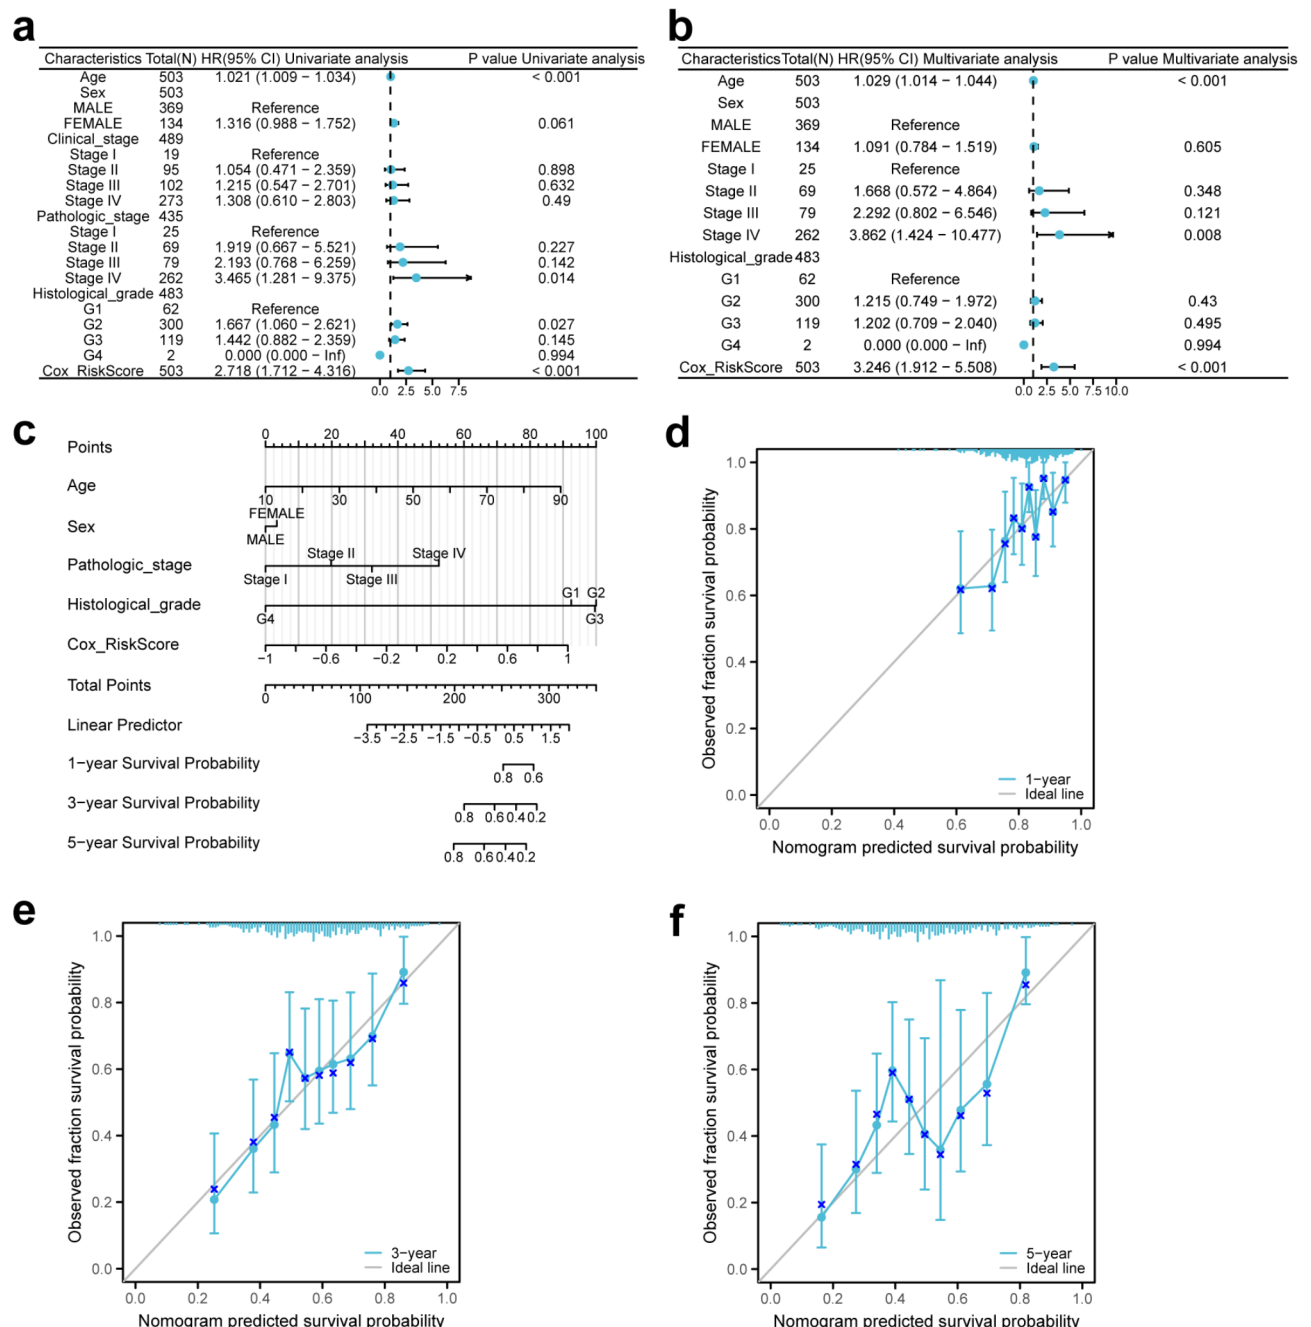 a
Characteristics Total(N) HR(95% CI) Univariate analysis P value Univariate analysis
Age 503 1.021 (1.009 − 1.034) < 0.001
Sex 503
MALE 369 Reference
FEMALE 134 1.316 (0.988 − 1.752) 0.061
Clinical_stage 489
Stage I 19 Reference
Stage II 95 1.054 (0.471 − 2.359) 0.898
Stage III 102 1.215 (0.547 − 2.701) 0.632
Stage IV 273 1.308 (0.610 − 2.803) 0.49
Pathologic_stage 435
Stage I 25 Reference
Stage II 69 1.919 (0.667 − 5.521) 0.227
Stage III 79 2.193 (0.768 − 6.259) 0.142
Stage IV 262 3.465 (1.281 − 9.375) 0.014
Histological_grade 483
G1 62 Reference
G2 300 1.667 (1.060 − 2.621) 0.027
G3 119 1.442 (0.882 − 2.359) 0.145
G4 2 0.000 (0.000 − Inf) 0.994
Cox_RiskScore 503 2.718 (1.712 − 4.316) < 0.001
0.0 2.5 5.0 7.5
b
Characteristics Total(N) HR(95% CI) Multivariate analysis P value Multivariate analysis
Age 503 1.029 (1.014 − 1.044) < 0.001
Sex 503
MALE 369 Reference
FEMALE 134 1.091 (0.784 − 1.519) 0.605
Stage I 25 Reference
Stage II 69 1.668 (0.572 − 4.864) 0.348
Stage III 79 2.292 (0.802 − 6.546) 0.121
Stage IV 262 3.862 (1.424 − 10.477) 0.008
Histological_grade 483
G1 62 Reference
G2 300 1.215 (0.749 − 1.972) 0.43
G3 119 1.202 (0.709 − 2.040) 0.495
G4 2 0.000 (0.000 − Inf) 0.994
Cox_RiskScore 503 3.246 (1.912 − 5.508) < 0.001
0.0 2.5 5.0 7.5 10.0
c
Points 0 20 40 60 80 100
Age 10 20 30 40 50 60 70 80 90
FEMALE
Sex
MALE
Stage II Stage IV
Pathologic_stage
Stage I Stage III
G1 G2
Histological_grade
G4 G3
Cox_RiskScore
−1 −0.6 −0.2 0.2 0.6 1
Total Points
0 100 200 300
Linear Predictor
−3.5 −2.5 −1.5 −0.5 0.5 1.5
1−year Survival Probability
0.8 0.6
3−year Survival Probability
0.8 0.6 0.4 0.2
5−year Survival Probability
0.8 0.6 0.4 0.2
d
Observed fraction survival probability
1.0
0.8
0.6
0.4
0.2
0.0
1−year
Ideal line
0.0 0.2 0.4 0.6 0.8 1.0
Nomogram predicted survival probability
e
Observed fraction survival probability
1.0
0.8
0.6
0.4
0.2
0.0
3−year
Ideal line
0.0 0.2 0.4 0.6 0.8 1.0
Nomogram predicted survival probability
f
Observed fraction survival probability
1.0
0.8
0.6
0.4
0.2
0.0
5−year
Ideal line
0.0 0.2 0.4 0.6 0.8 1.0
Nomogram predicted survival probability